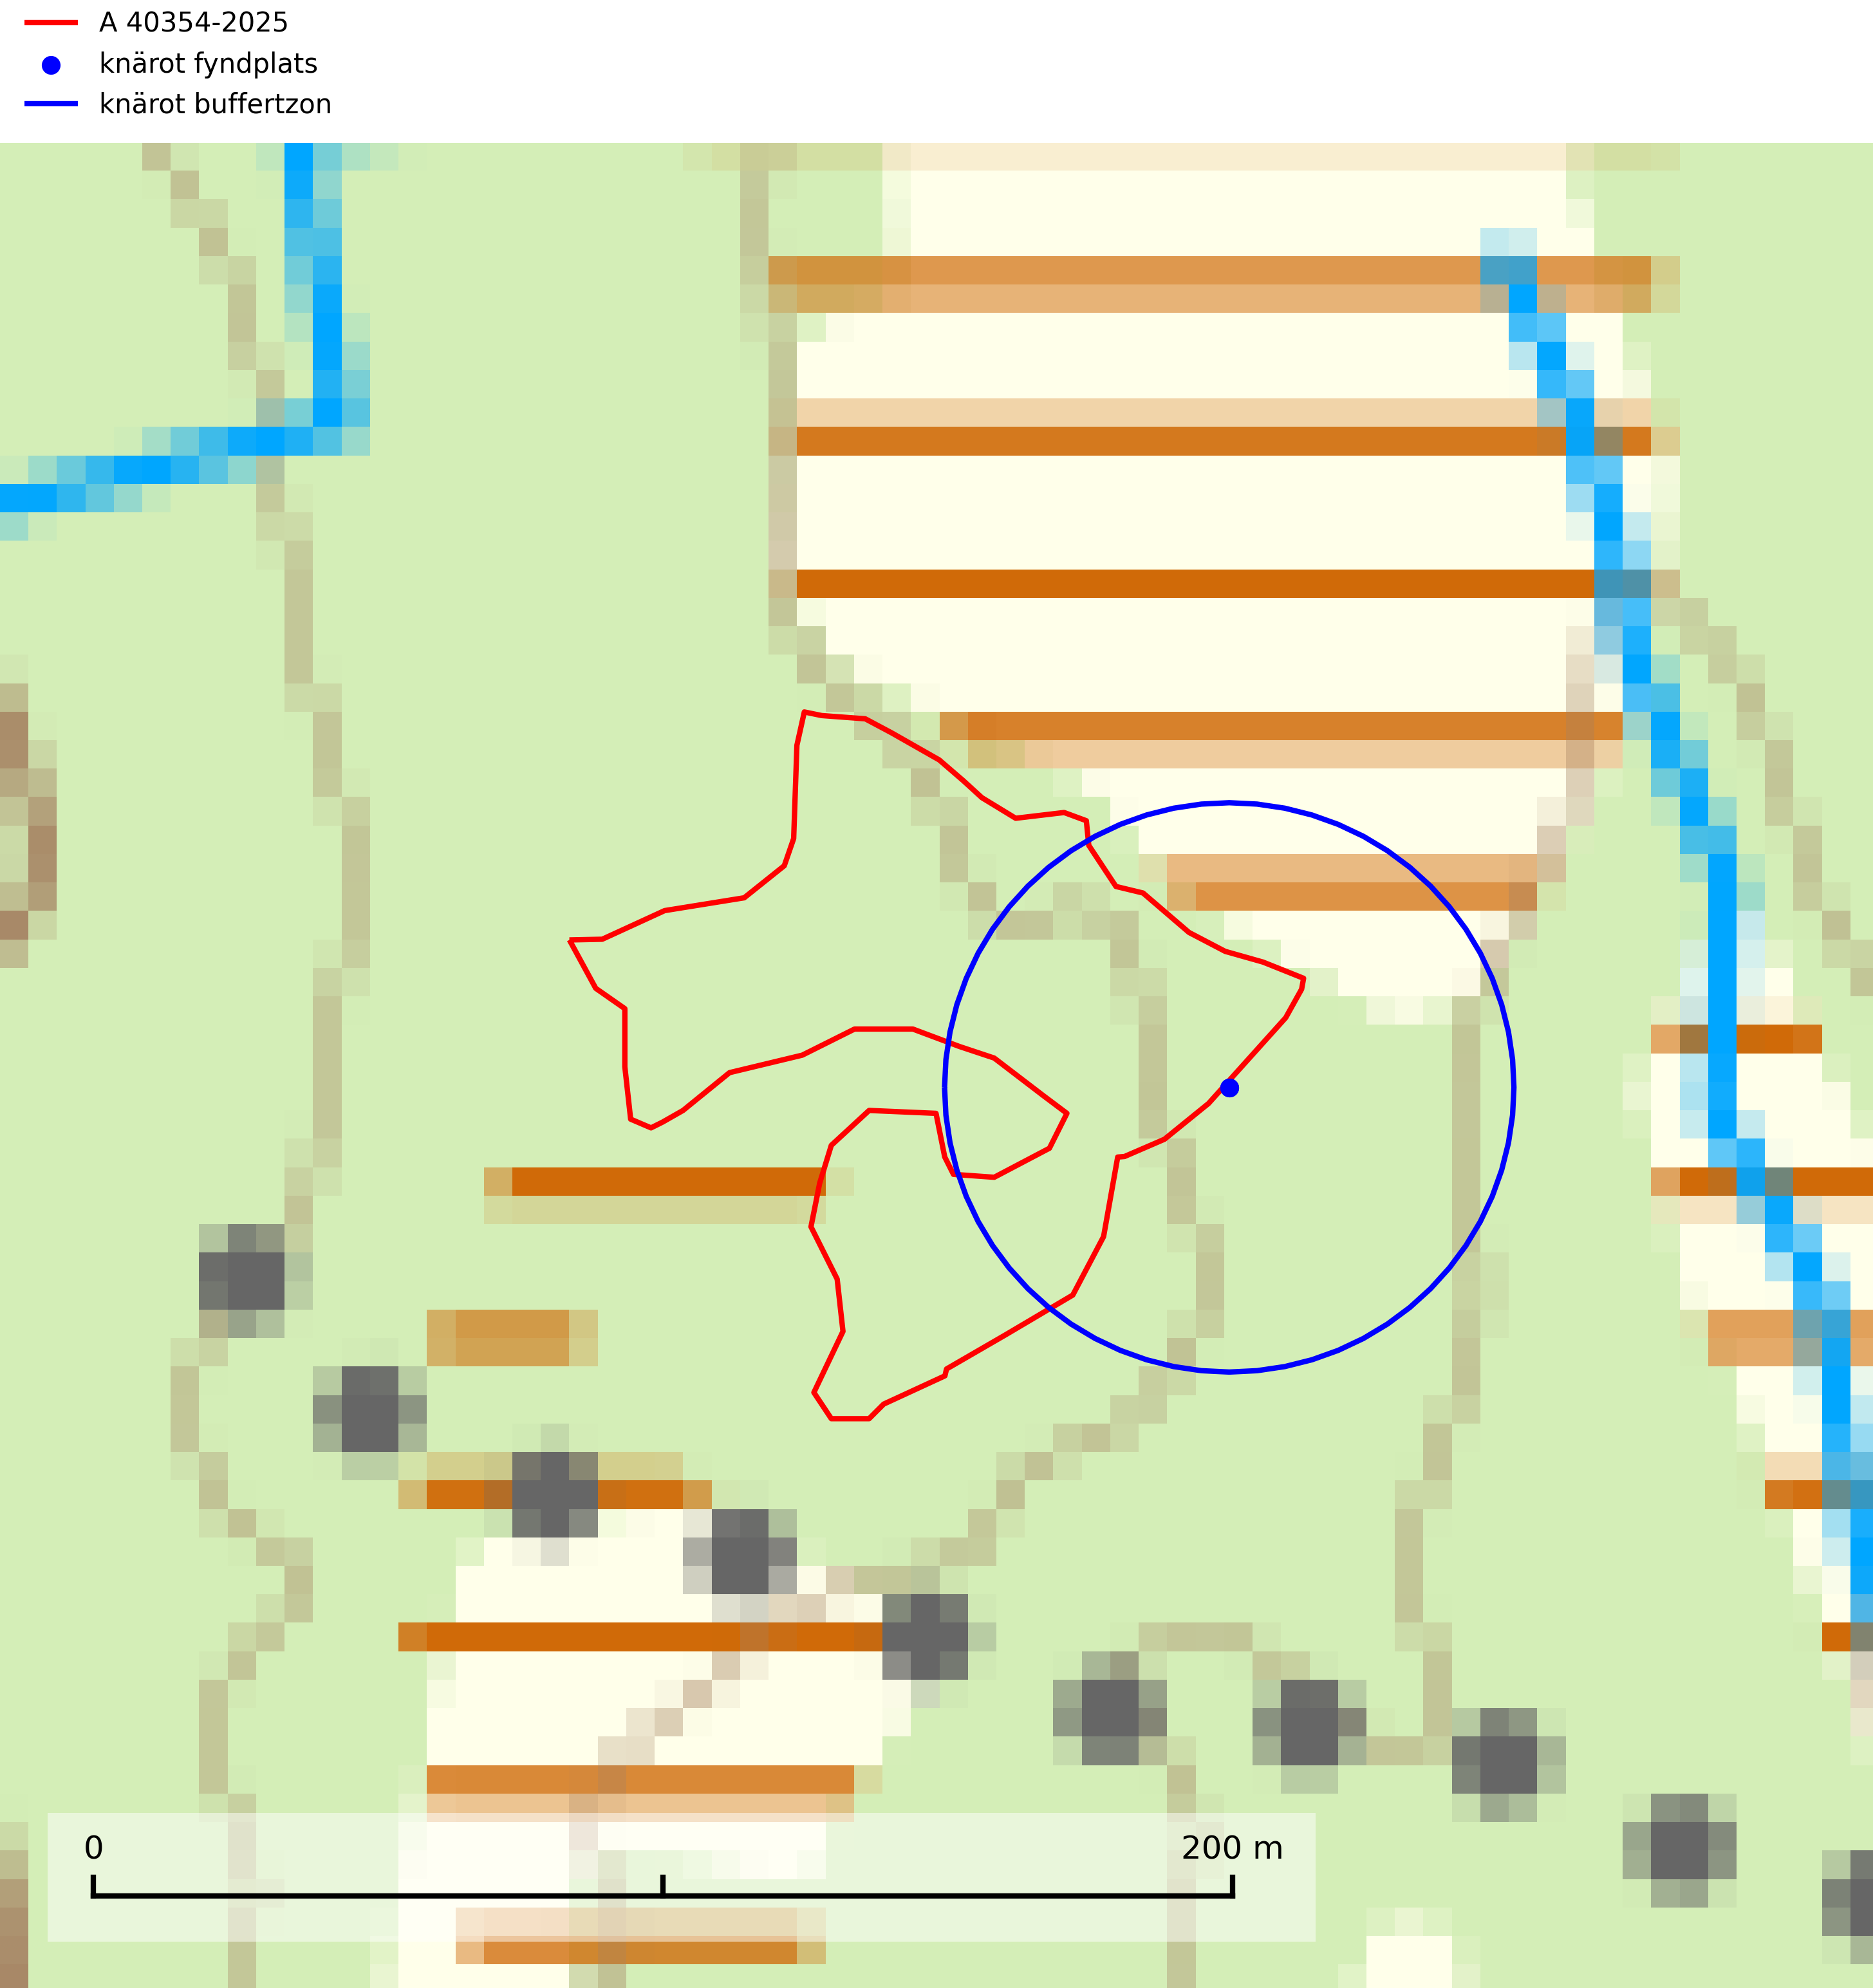 A 40354-2025
knärot fyndplats
knärot buffertzon
0 200 m